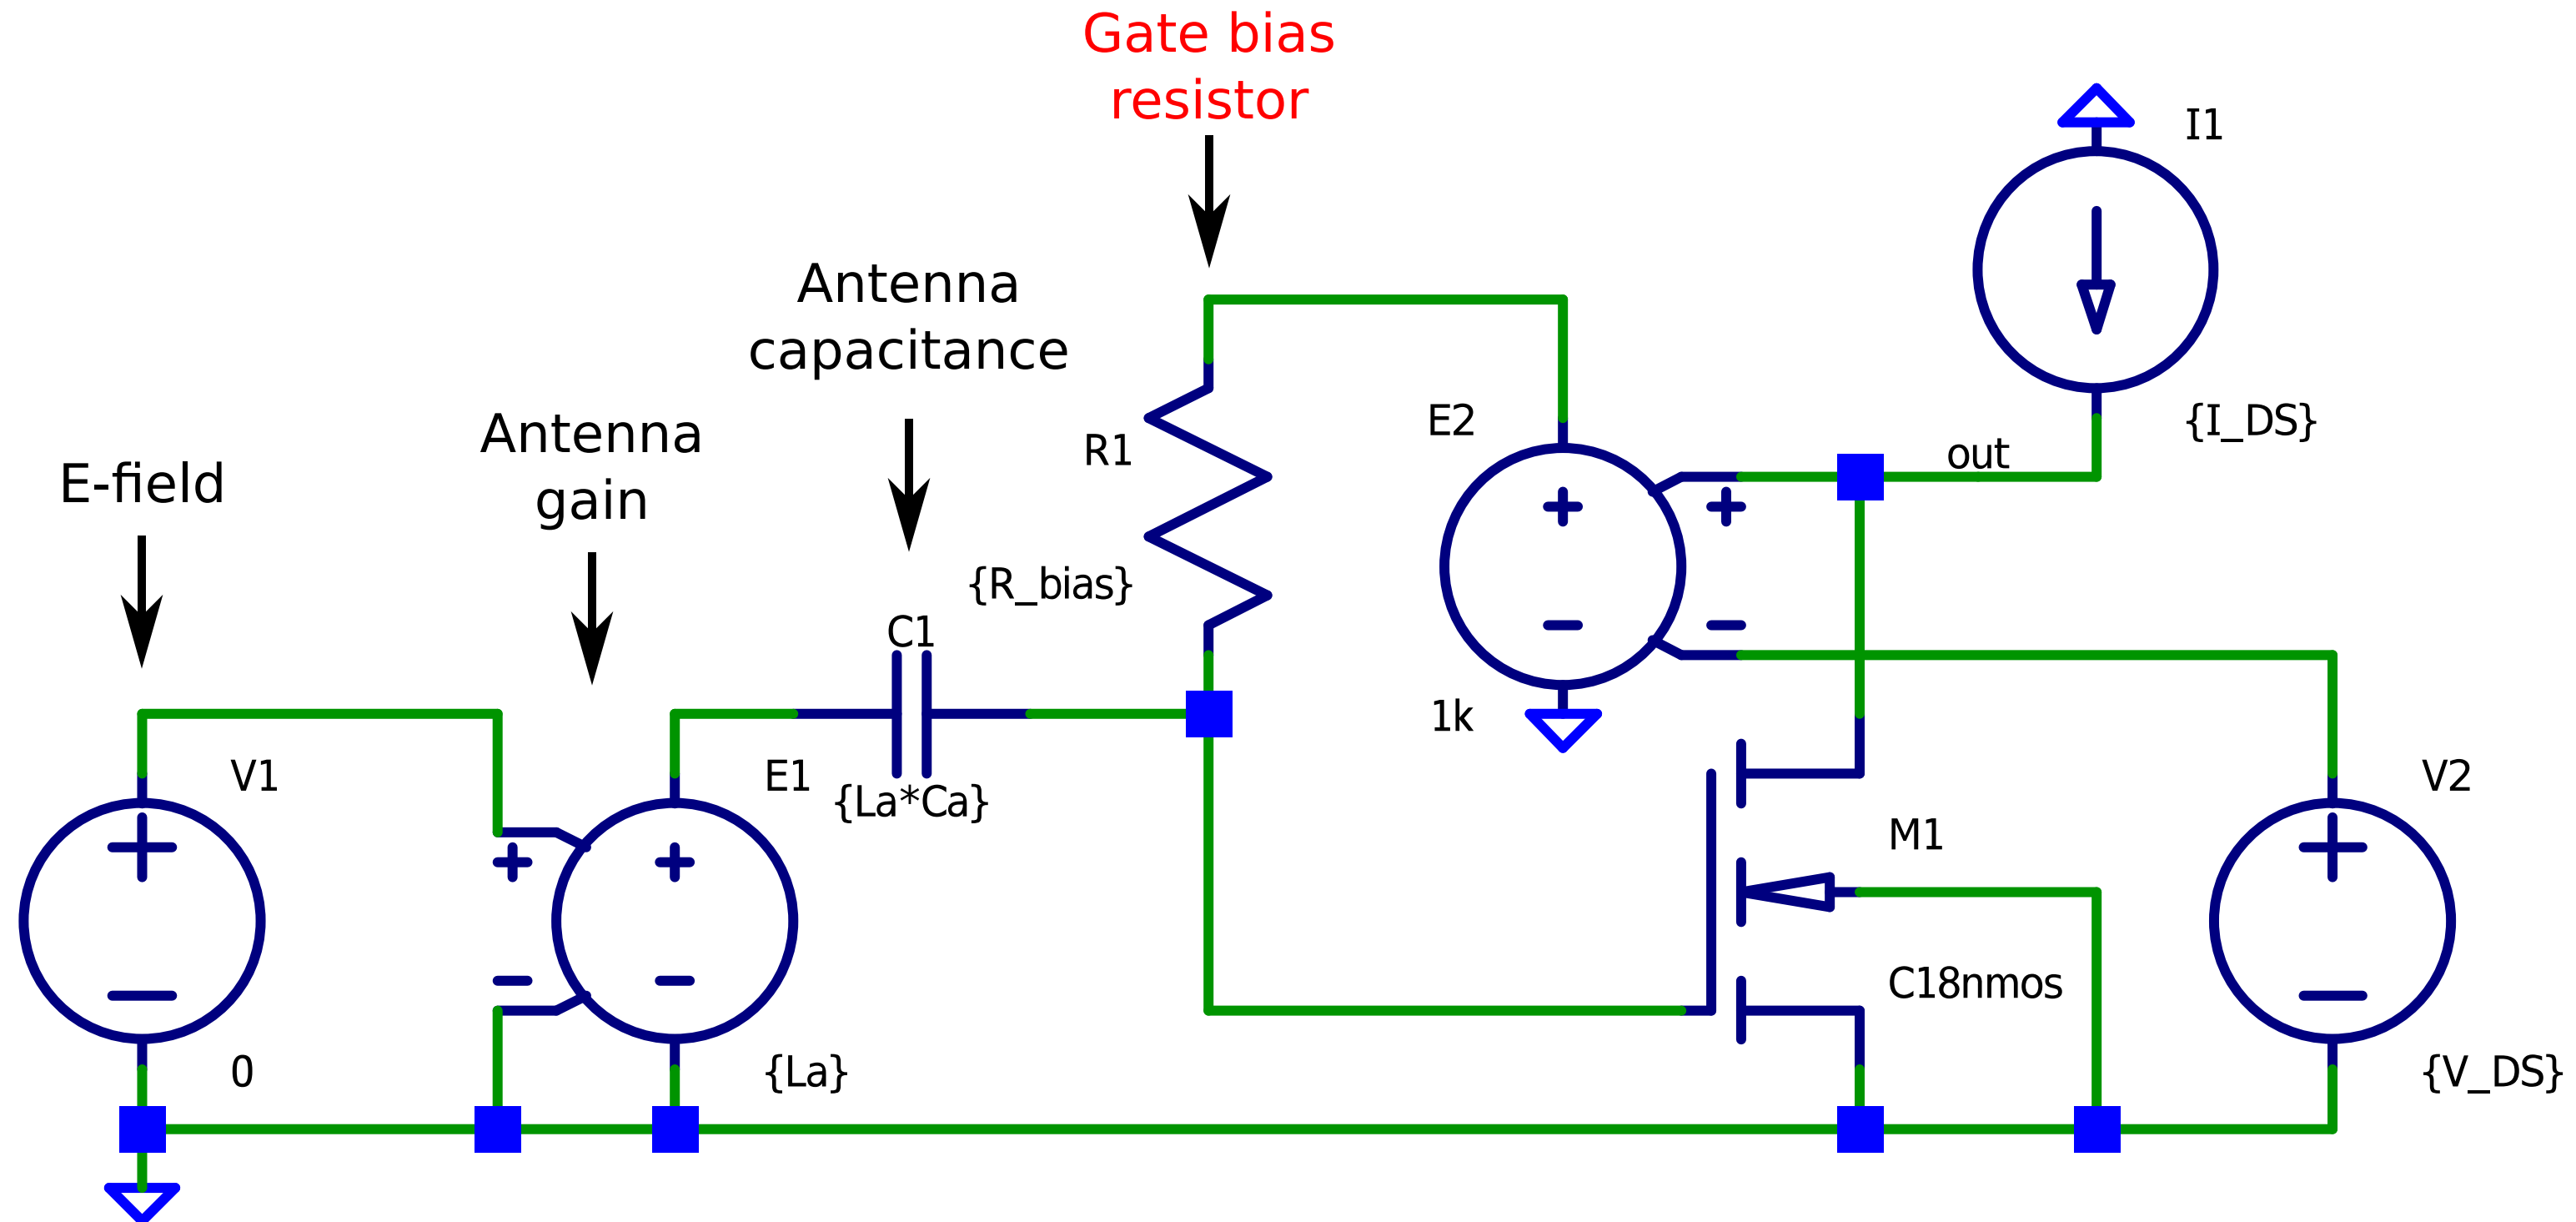 Gate bias
resistor
I1
Antenna
capacitance
{I_DS}
E2
Antenna
gain
R1
out
E-field
{R_bias}
C1
1k
V1
E1
V2
{La*Ca}
M1
C18nmos
0
{La}
{V_DS}